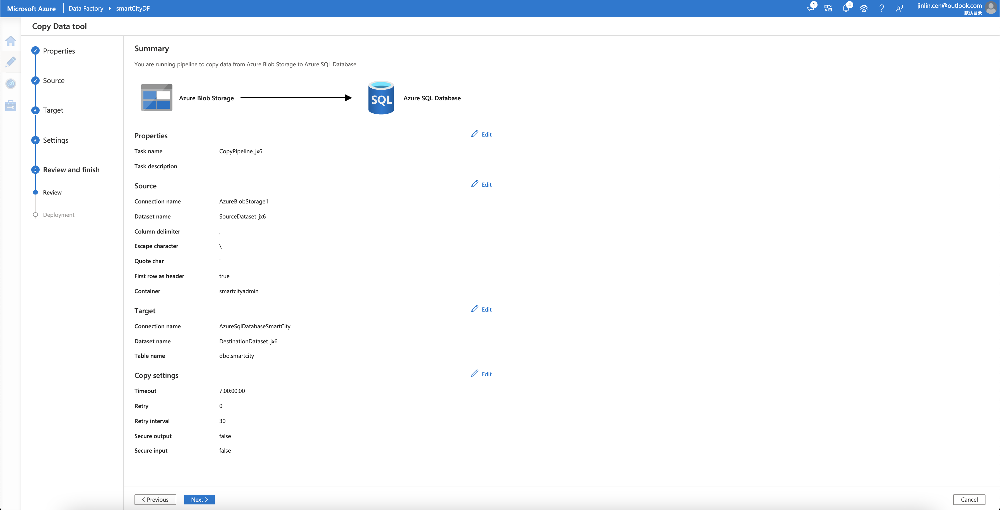 Microsoft Azure Data Factory smartCityDF 1 4 jinlin.cen@outlook.com
默认目录
Copy Data tool
Properties
Source
Target
Settings
5 Review and finish
Review
Deployment
Summary
You are running pipeline to copy data from Azure Blob Storage to Azure SQL Database.
Azure Blob Storage SQL Azure SQL Database
Properties Edit
Task name CopyPipeline_jx6
Task description
Source Edit
Connection name AzureBlobStorage1
Dataset name SourceDataset_jx6
Column delimiter ,
Escape character \
Quote char "
First row as header true
Container smartcityadmin
Target Edit
Connection name AzureSqlDatabaseSmartCity
Dataset name DestinationDataset_jx6
Table name dbo.smartcity
Copy settings Edit
Timeout 7.00:00:00
Retry 0
Retry interval 30
Secure output false
Secure input false
< Previous Next > Cancel